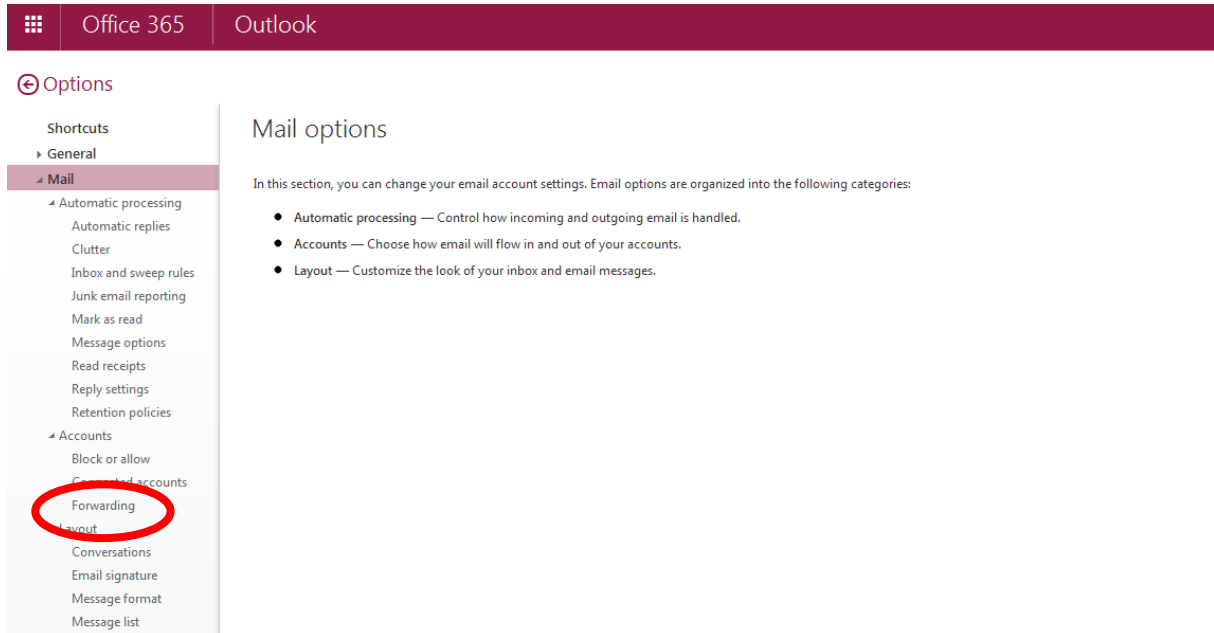 Office 365 Outlook
Options
Shortcuts
General
Mail
Automatic processing
Automatic replies
Clutter
Inbox and sweep rules
Junk email reporting
Mark as read
Message options
Read receipts
Reply settings
Retention policies
Accounts
Block or allow
Connected accounts
Forwarding
Layout
Conversations
Email signature
Message format
Message list
Mail options
In this section, you can change your email account settings. Email options are organized into the following categories:
● Automatic processing — Control how incoming and outgoing email is handled.
● Accounts — Choose how email will flow in and out of your accounts.
● Layout — Customize the look of your inbox and email messages.